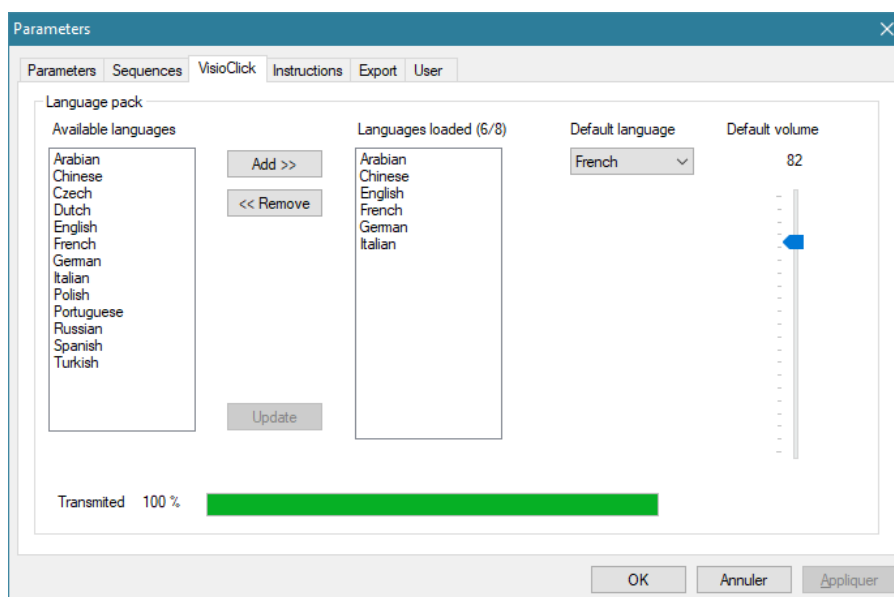 Parameters
Parameters Sequences VisioClick Instructions Export User
Language pack
Available languages
Arabian
Chinese
Czech
Dutch
English
French
German
Italian
Polish
Portuguese
Russian
Spanish
Turkish
Add >>
<< Remove
Update
Languages loaded (6/8)
Arabian
Chinese
English
French
German
Italian
Default language
French
Default volume
82
Transmited 100 %
OK Annuler Appliquer